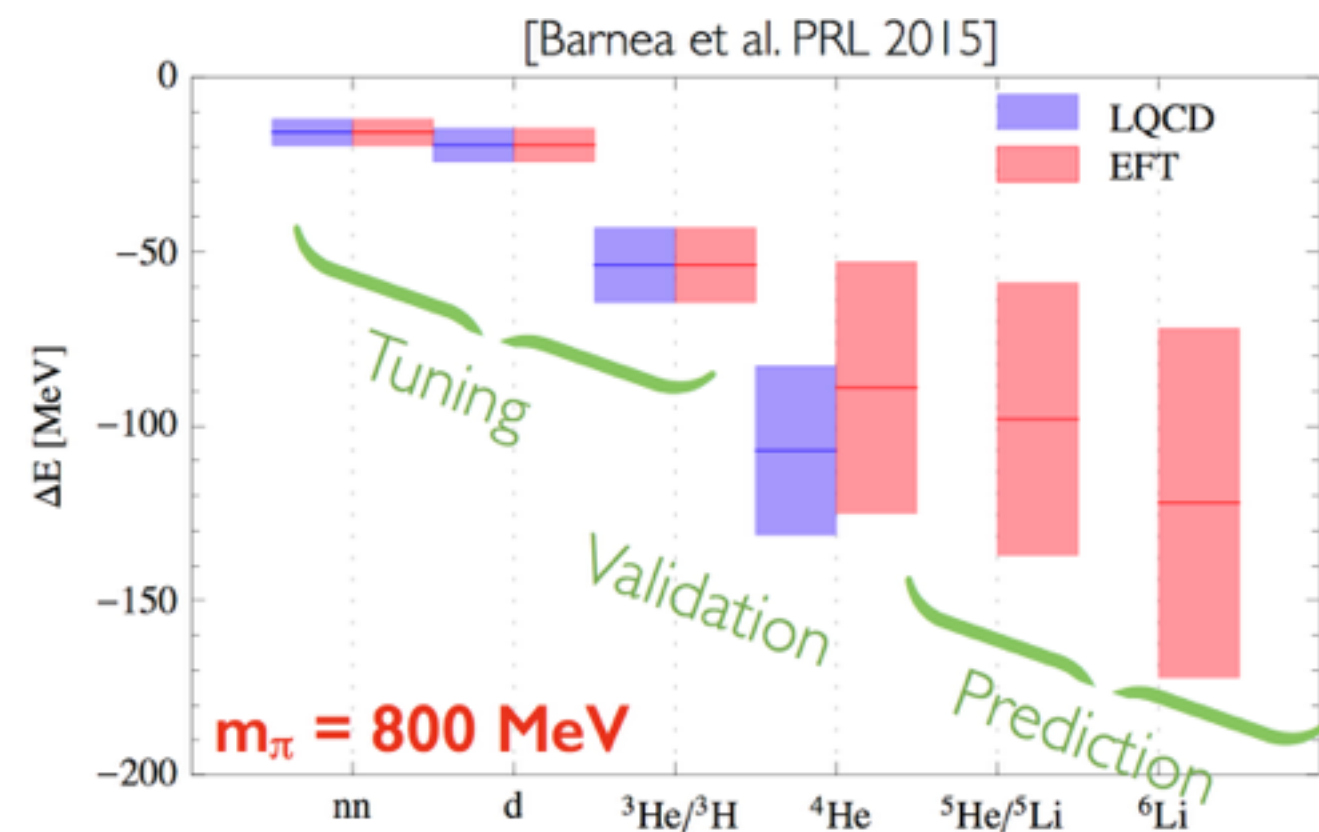 [Barnea et al. PRL 2015]
0
−50
−100
−150
−200
ΔE [MeV]
LQCD
EFT
Tuning
Validation
Prediction
mπ = 800 MeV
nn
d
³He/³H
⁴He
⁵He/⁵Li
⁶Li